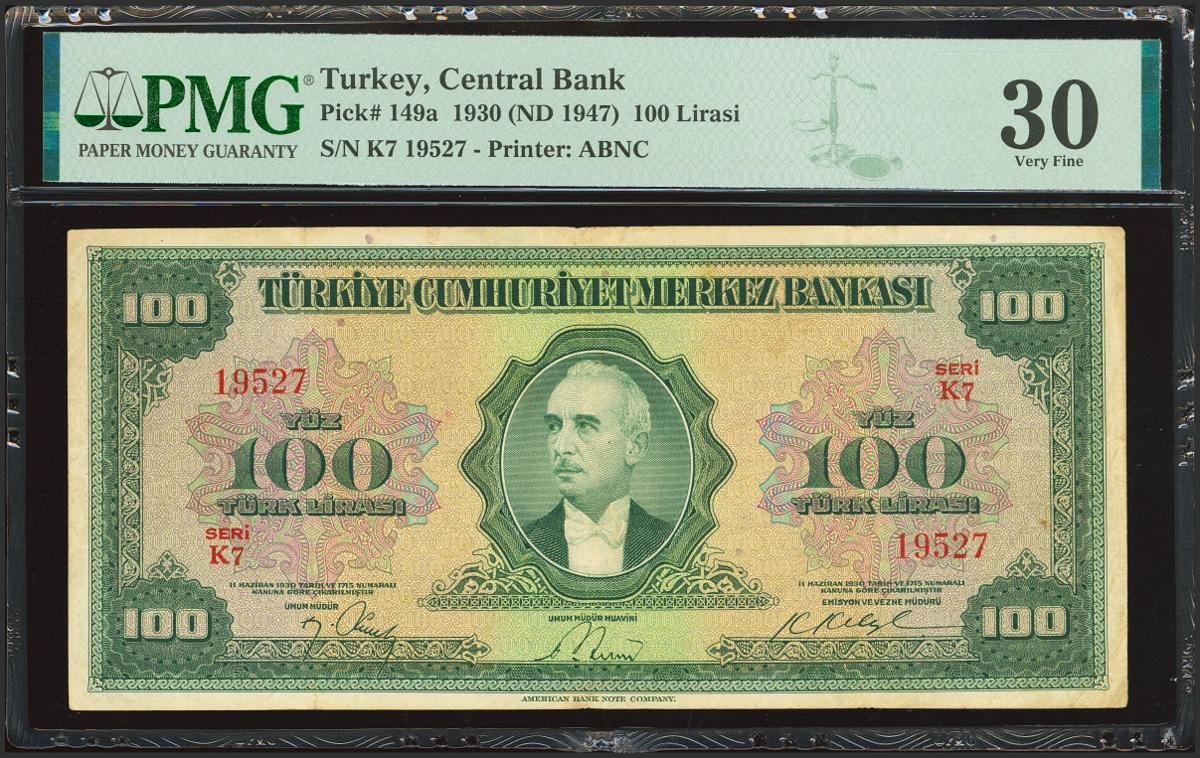 PMG®
PAPER MONEY GUARANTY
Turkey, Central Bank
Pick# 149a 1930 (ND 1947) 100 Lirasi
S/N K7 19527 - Printer: ABNC
30
Very Fine
TÜRKİYE CUMHURİYET MERKEZ BANKASI
100
100
19527
SERİ
K7
YÜZ
100
TÜRK LİRASI
YÜZ
100
TÜRK LİRASI
SERİ
K7
19527
11 HAZİRAN 1930 TARİH VE 1715 NUMARALI
KANUNA GÖRE ÇIKARILMIŞTIR
UMUM MÜDÜR
UMUM MÜDÜR MUAVİNİ
11 HAZİRAN 1930 TARİH VE 1715 NUMARALI
KANUNA GÖRE ÇIKARILMIŞTIR
EMİSYON VE VEZNE MÜDÜRÜ
100
100
AMERICAN BANK NOTE COMPANY.